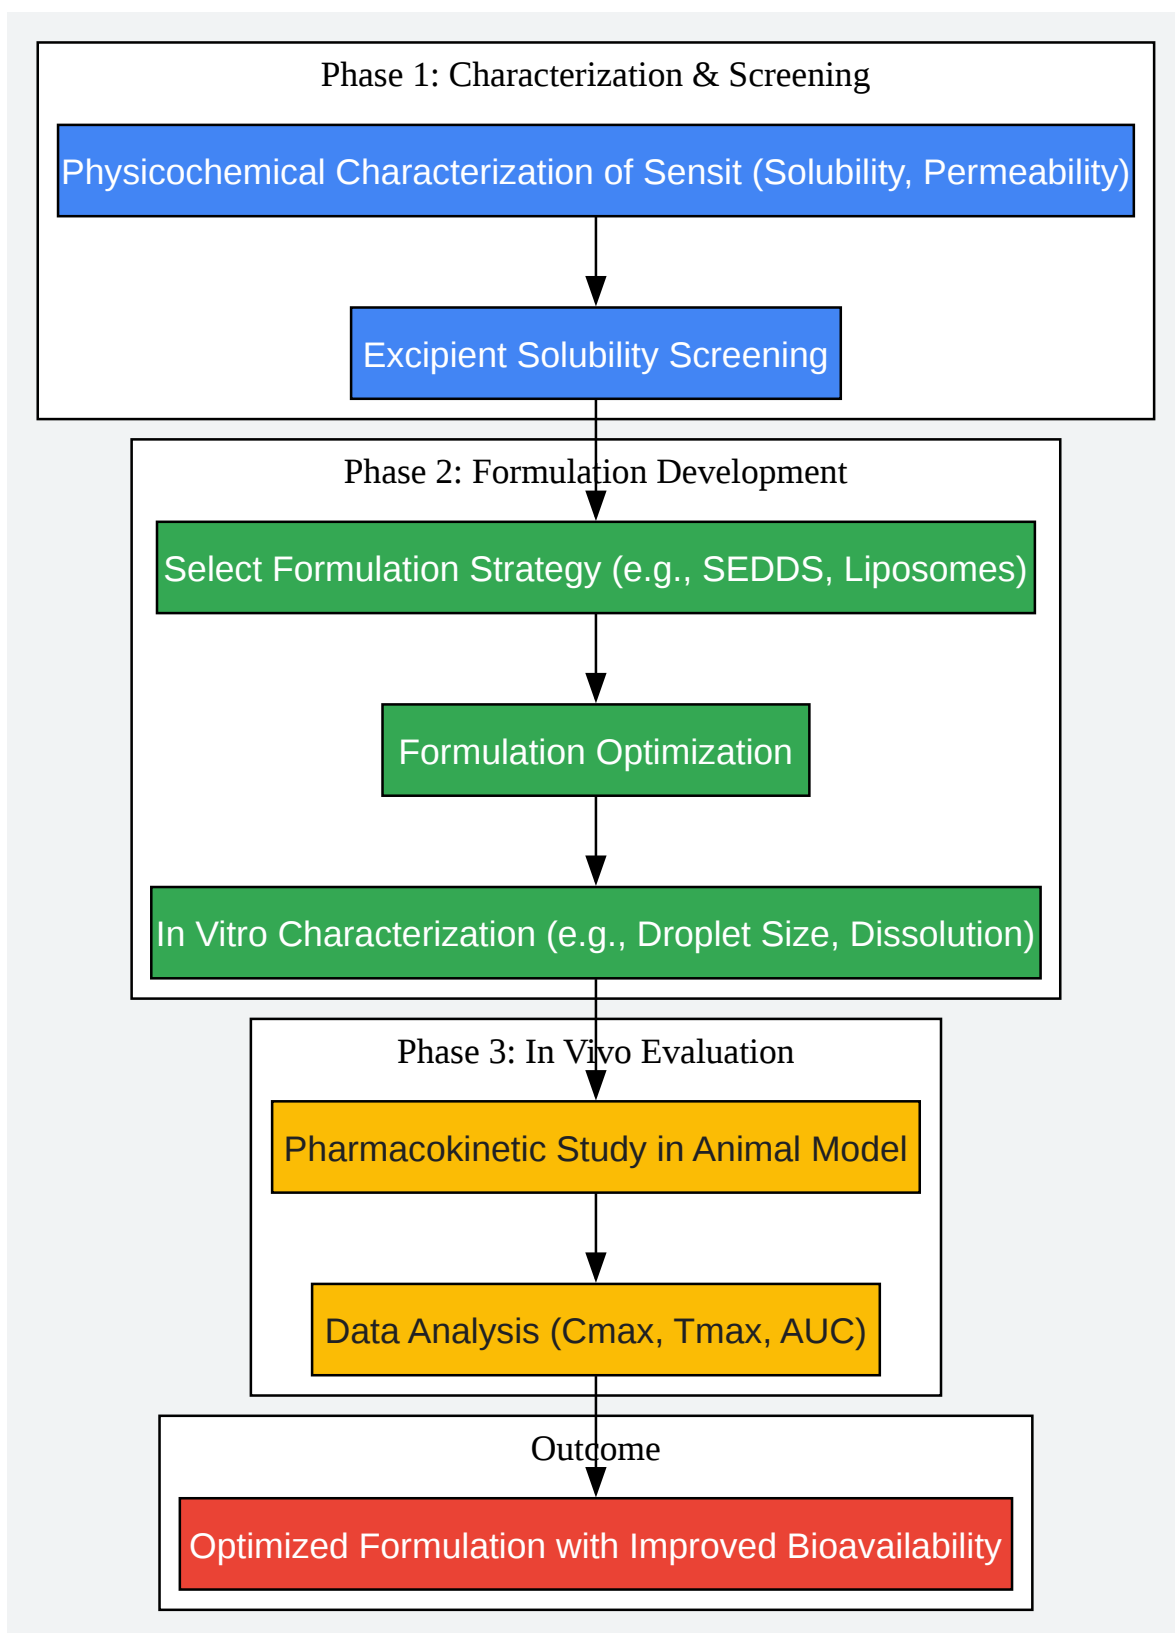 Phase 1: Characterization & Screening
Physicochemical Characterization of Sensit (Solubility, Permeability)
Excipient Solubility Screening
Phase 2: Formulation Development
Select Formulation Strategy (e.g., SEDDS, Liposomes)
Formulation Optimization
In Vitro Characterization (e.g., Droplet Size, Dissolution)
Phase 3: In Vivo Evaluation
Pharmacokinetic Study in Animal Model
Data Analysis (Cmax, Tmax, AUC)
Outcome
Optimized Formulation with Improved Bioavailability